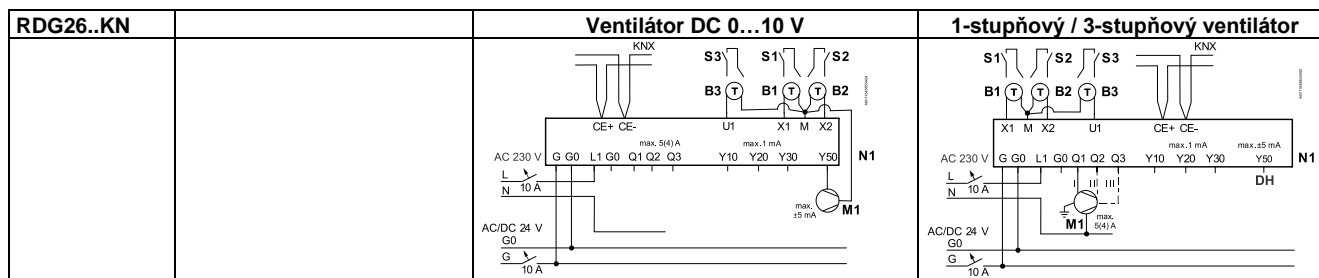 RDG26..KN
Ventilátor DC 0…10 V
1-stupňový / 3-stupňový ventilátor
KNX
S3 S1 S2
B3 T B1 T T B2
CE+ CE- U1 X1 M X2
max. 5(4) A max.1 mA
AC 230 V G G0 L1 G0 Q1 Q2 Q3 Y10 Y20 Y30 Y50 N1
L
10 A
N
max.
±5 mA
M1
AC/DC 24 V
G0
G
10 A
S1 S2 S3 KNX
B1 T T B2 T B3
X1 M X2 U1 CE+ CE-
max.1 mA max.±5 mA
AC 230 V G G0 L1 G0 Q1 Q2 Q3 Y10 Y20 Y30 Y50 N1
DH
L
10 A
I II III
N
M1
max.
5(4) A
AC/DC 24 V
G0
G
10 A